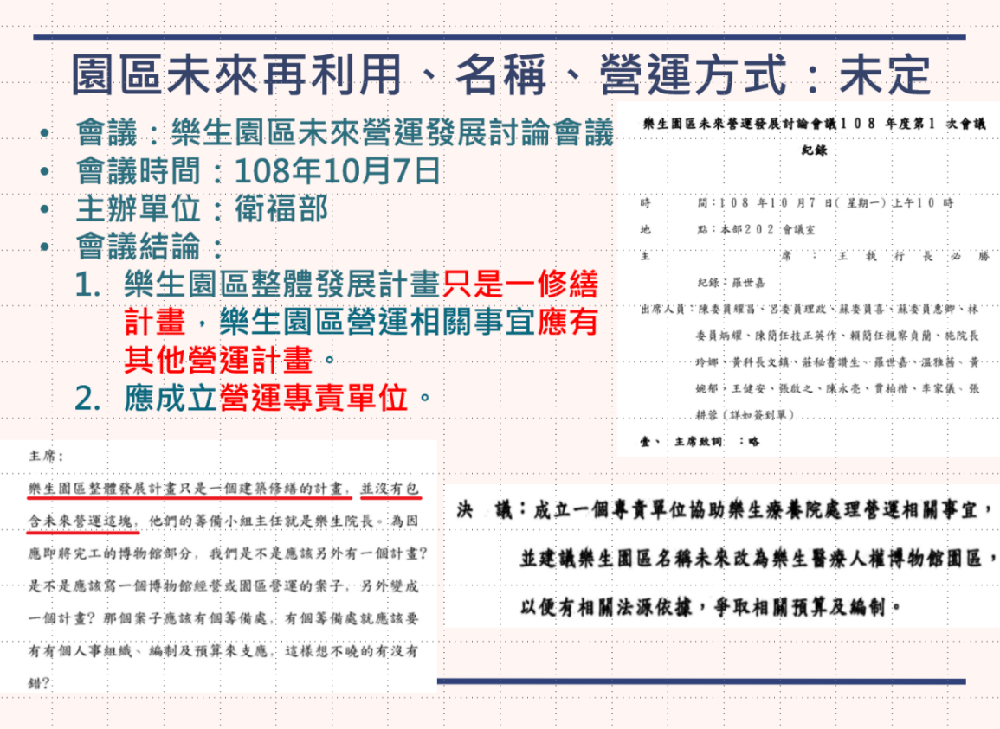 園區未來再利用、名稱、營運方式：未定
• 會議：樂生園區未來營運發展討論會議
• 會議時間：108年10月7日
• 主辦單位：衛福部
• 會議結論：
1. 樂生園區整體發展計畫只是一修繕
計畫，樂生園區營運相關事宜應有
其他營運計畫。
2. 應成立營運專責單位。
樂生園區未來營運發展討論會議108 年度第1 次會議
紀錄
時 間：108 年10 月7 日(星期一)上午10 時
地 點：本部202 會議室
主 席：王執行長必勝
紀錄：羅世嘉
出席人員：陳委員耀昌、呂委員理政、蘇委員喜、蘇委員惠卿、林
委員炳耀、陳簡任技正英作、賴簡任視察貞蘭、施院長
玲娜、黃科長文鎮、莊秘書讚生、羅世嘉、溫雅茜、黃
婉郁、王健安、張啟之、陳永亮、賈柏楷、李家儀、張
耕蓉(詳如簽到單)
壹、 主席致詞 ：略
主席：
樂生園區整體發展計畫只是一個建築修繕的計畫，並沒有包
含未來營運這塊，他們的籌備小組主任就是樂生院長。為因
應即將完工的博物館部分，我們是不是應該另外有一個計畫？
是不是應該寫一個博物館經營或園區營運的案子，另外變成
一個計畫？那個案子應該有個籌備處，有個籌備處就應該要
有有個人事組織、編制及預算來支應，這樣想不曉的有沒有
錯？
決 議：成立一個專責單位協助樂生療養院處理營運相關事宜，
並建議樂生園區名稱未來改為樂生醫療人權博物館園區，
以便有相關法源依據，爭取相關預算及編制。